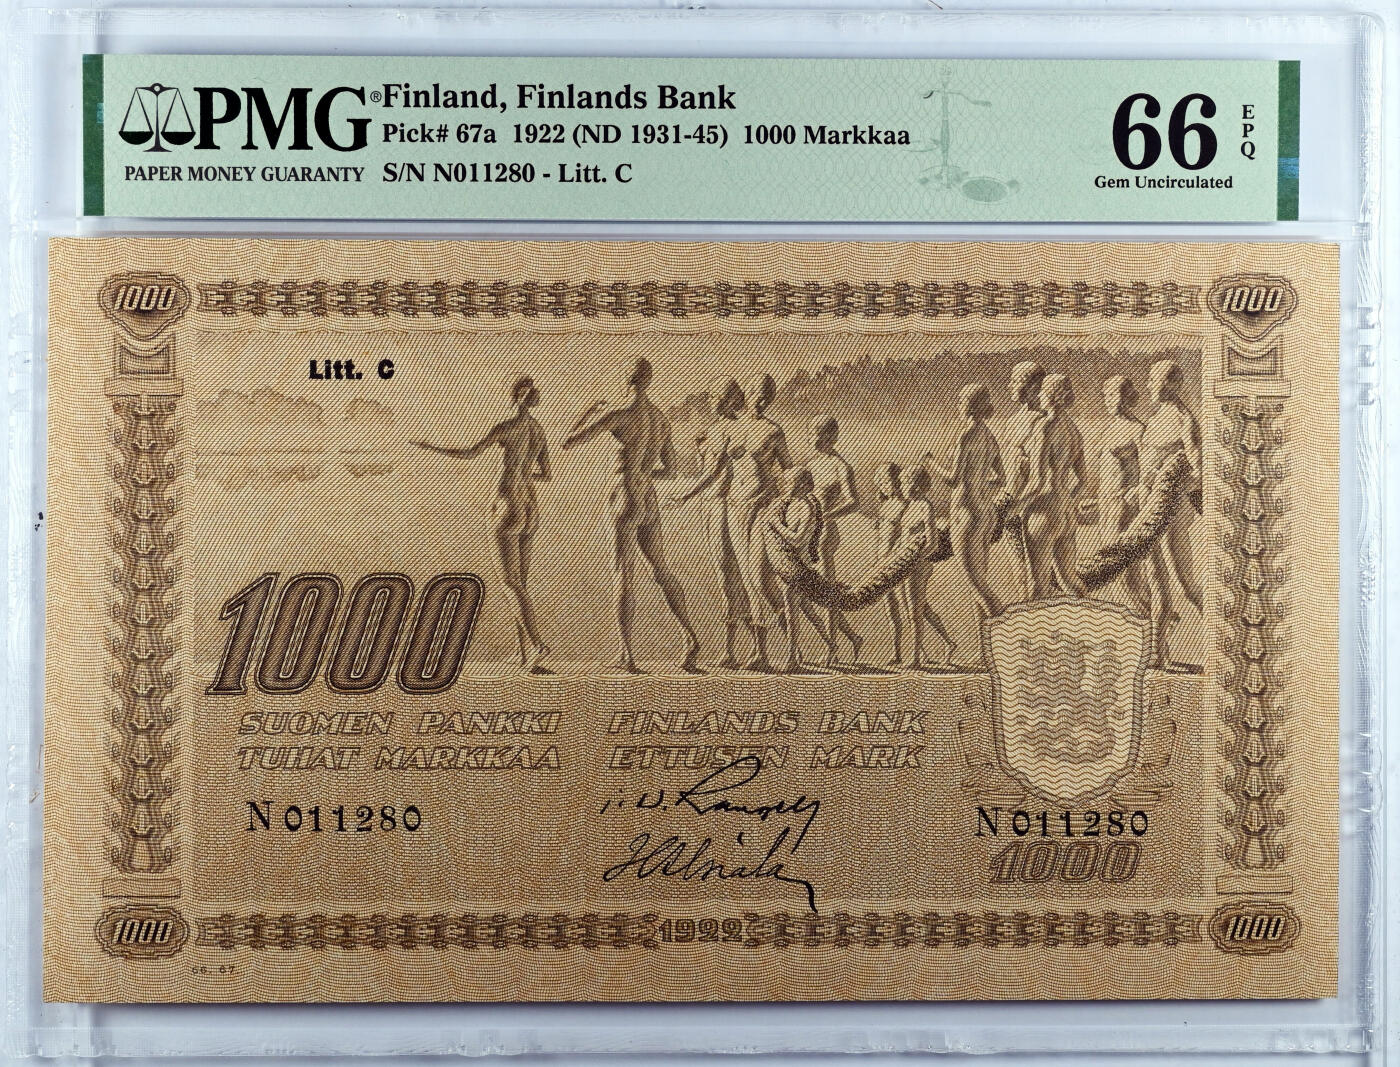 PMG®
PAPER MONEY GUARANTY
Finland, Finlands Bank
Pick# 67a 1922 (ND 1931-45) 1000 Markkaa
S/N N011280 - Litt. C
66 EPQ
Gem Uncirculated
1000 1000
Litt. C
1000
SUOMEN PANKKI FINLANDS BANK
TUHAT MARKKAA ETTUSEN MARK
N011280 N011280
1000
1000 1922 1000